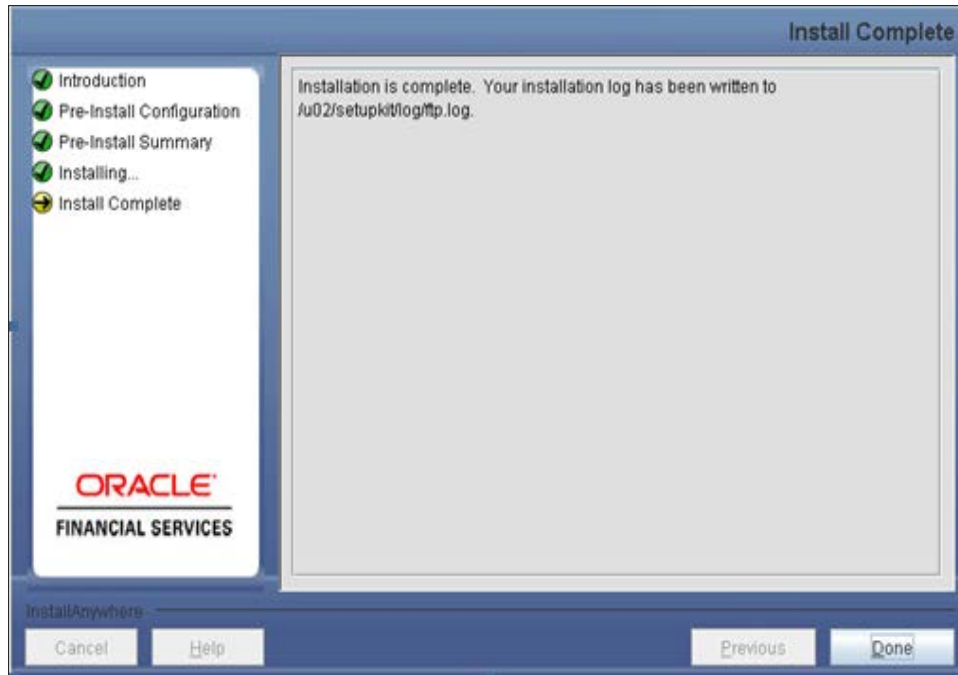 Install Complete
Introduction
Pre-Install Configuration
Pre-Install Summary
Installing...
Install Complete
Installation is complete. Your installation log has been written to
/u02/setupkit/log/ftp.log.
ORACLE
FINANCIAL SERVICES
InstallAnywhere
Cancel
Help
Previous
Done